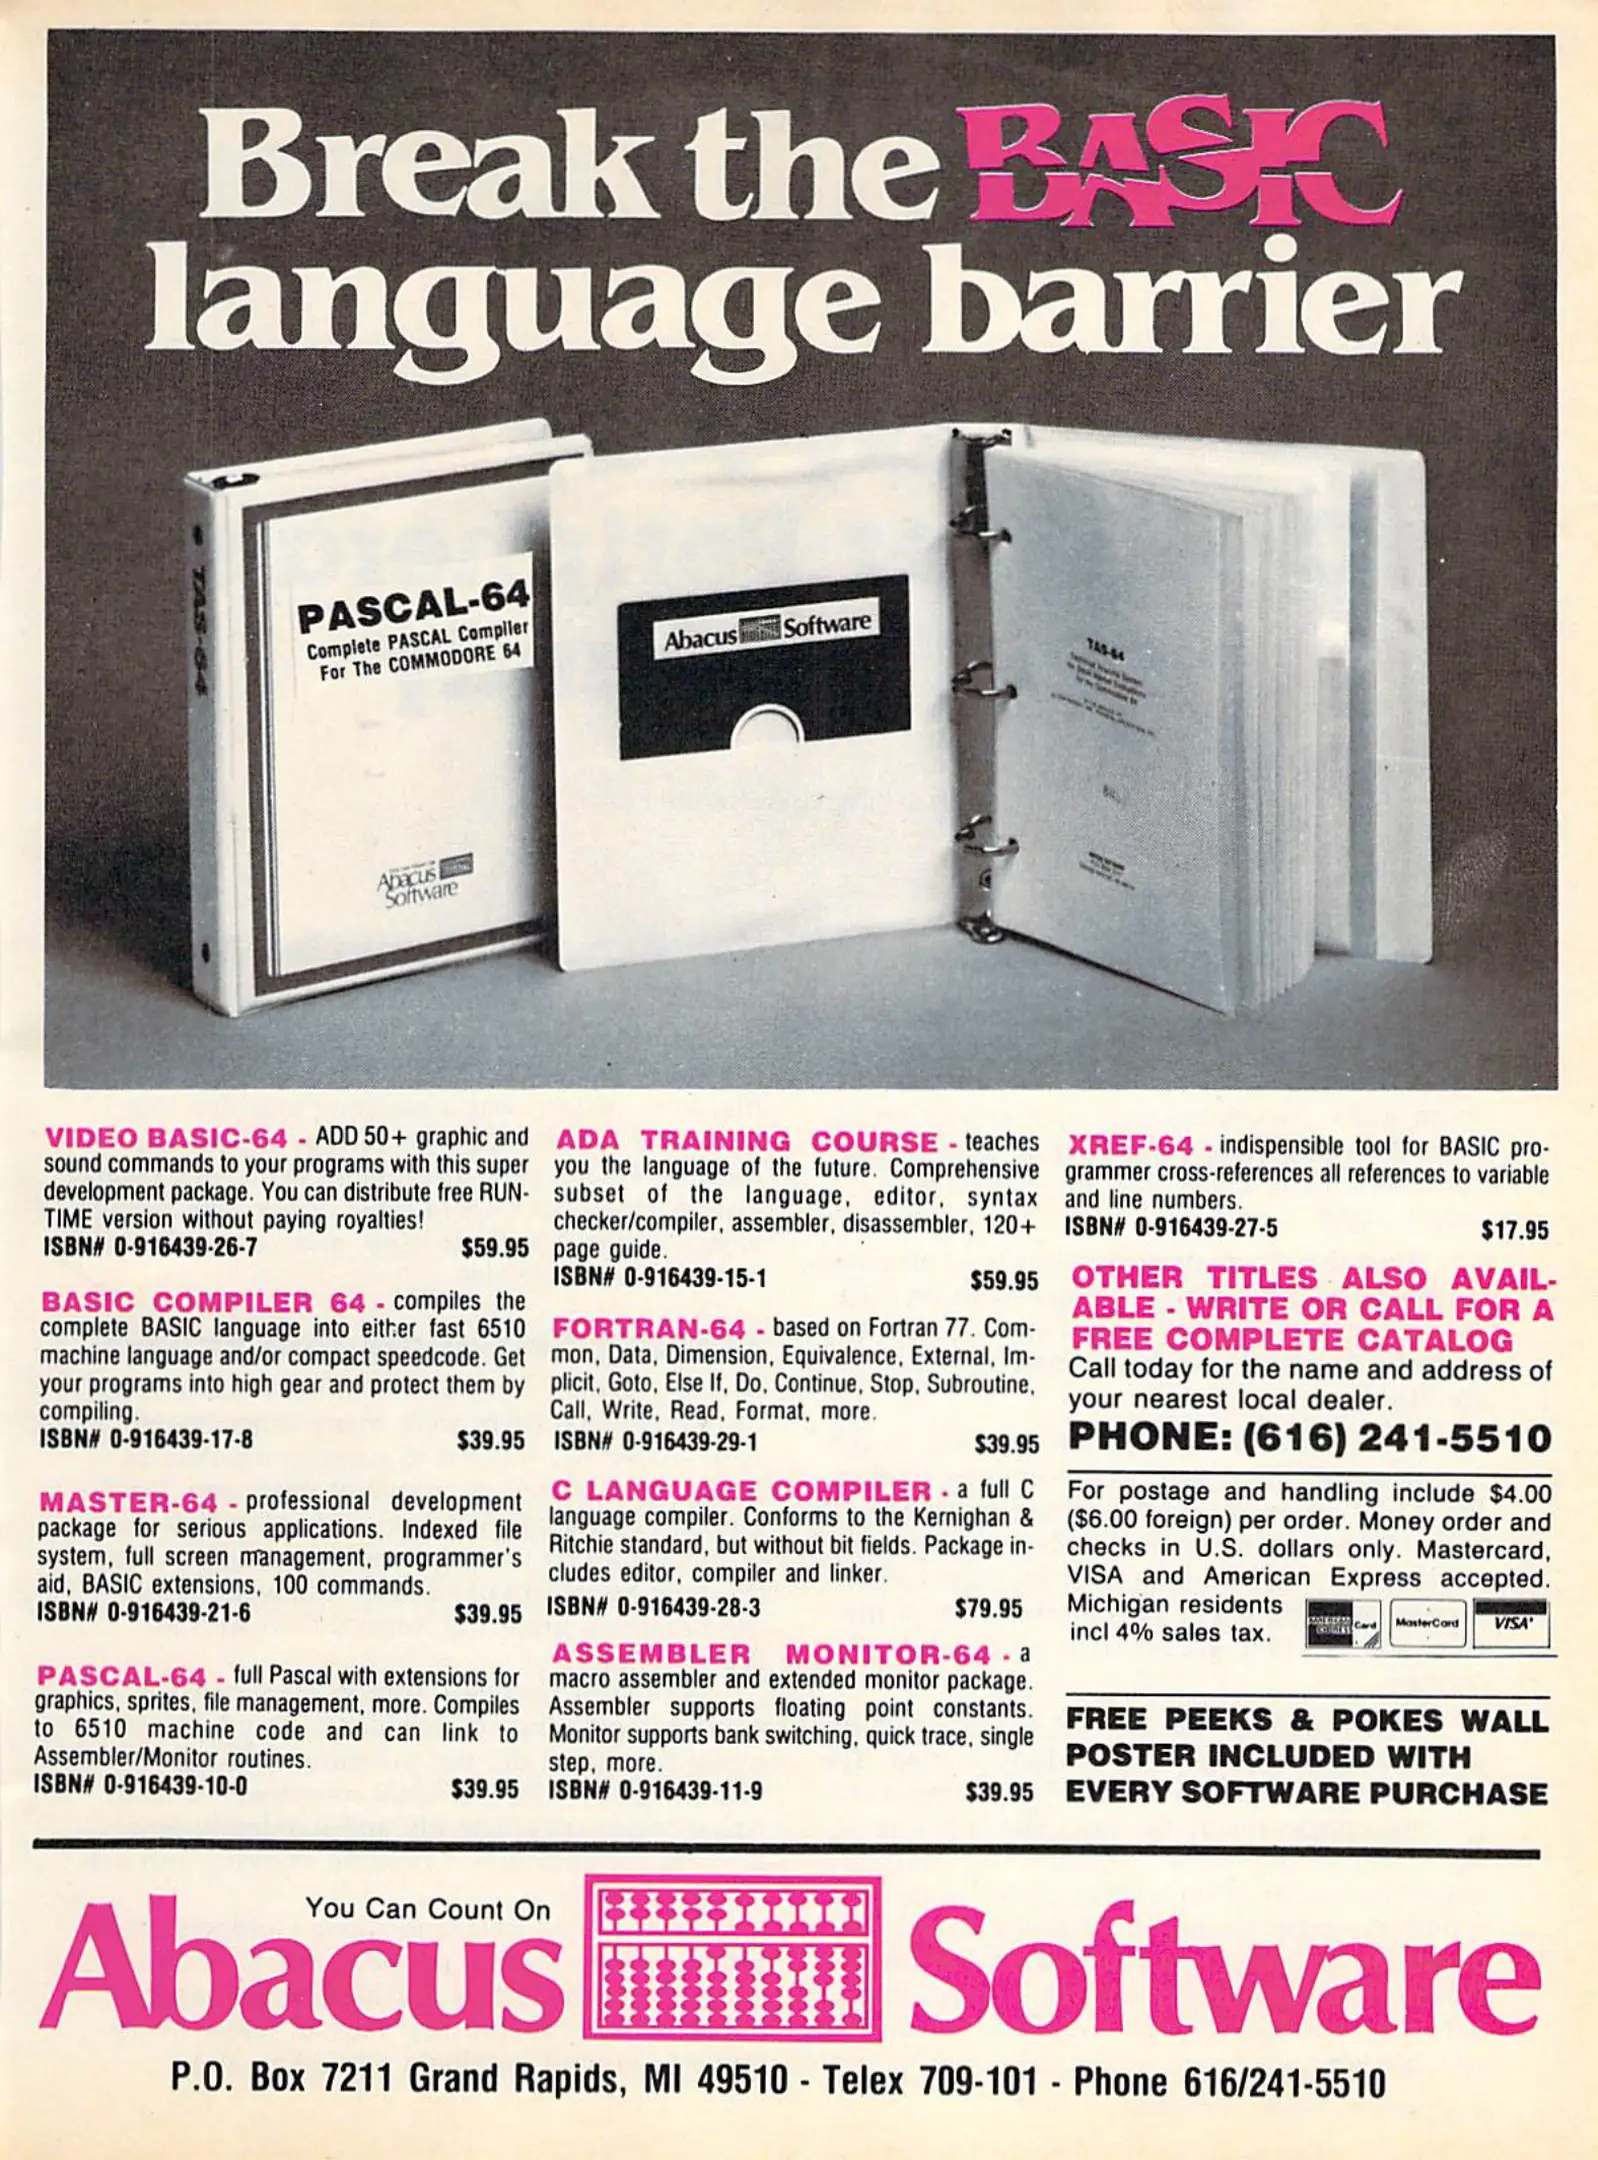 Break the BASIC
language barrier
TAS-64
PASCAL-64
Complete PASCAL Compiler
For The COMMODORE 64
Abacus
Software
Abacus Software
TAS-64
VIDEO BASIC-64 - ADD 50+ graphic and
sound commands to your programs with this super
development package. You can distribute free RUN-
TIME version without paying royalties!
ISBN# 0-916439-26-7 $59.95
BASIC COMPILER 64 - compiles the
complete BASIC language into either fast 6510
machine language and/or compact speedcode. Get
your programs into high gear and protect them by
compiling.
ISBN# 0-916439-17-8 $39.95
MASTER-64 - professional development
package for serious applications. Indexed file
system, full screen management, programmer's
aid, BASIC extensions, 100 commands.
ISBN# 0-916439-21-6 $39.95
PASCAL-64 - full Pascal with extensions for
graphics, sprites, file management, more. Compiles
to 6510 machine code and can link to
Assembler/Monitor routines.
ISBN# 0-916439-10-0 $39.95
ADA TRAINING COURSE - teaches
you the language of the future. Comprehensive
subset of the language, editor, syntax
checker/compiler, assembler, disassembler, 120+
page guide.
ISBN# 0-916439-15-1 $59.95
FORTRAN-64 - based on Fortran 77. Com-
mon, Data, Dimension, Equivalence, External, Im-
plicit, Goto, Else If, Do, Continue, Stop, Subroutine,
Call, Write, Read, Format, more.
ISBN# 0-916439-29-1 $39.95
C LANGUAGE COMPILER - a full C
language compiler. Conforms to the Kernighan &
Ritchie standard, but without bit fields. Package in-
cludes editor, compiler and linker.
ISBN# 0-916439-28-3 $79.95
ASSEMBLER MONITOR-64 - a
macro assembler and extended monitor package.
Assembler supports floating point constants.
Monitor supports bank switching, quick trace, single
step, more.
ISBN# 0-916439-11-9 $39.95
XREF-64 - indispensible tool for BASIC pro-
grammer cross-references all references to variable
and line numbers.
ISBN# 0-916439-27-5 $17.95
OTHER TITLES ALSO AVAIL-
ABLE - WRITE OR CALL FOR A
FREE COMPLETE CATALOG
Call today for the name and address of
your nearest local dealer.
PHONE: (616) 241-5510
For postage and handling include $4.00
($6.00 foreign) per order. Money order and
checks in U.S. dollars only. Mastercard,
VISA and American Express accepted.
Michigan residents
incl 4% sales tax.
AMERICAN EXPRESS Card MasterCard VISA
FREE PEEKS & POKES WALL
POSTER INCLUDED WITH
EVERY SOFTWARE PURCHASE
You Can Count On
Abacus Software
P.O. Box 7211 Grand Rapids, MI 49510 - Telex 709-101 - Phone 616/241-5510